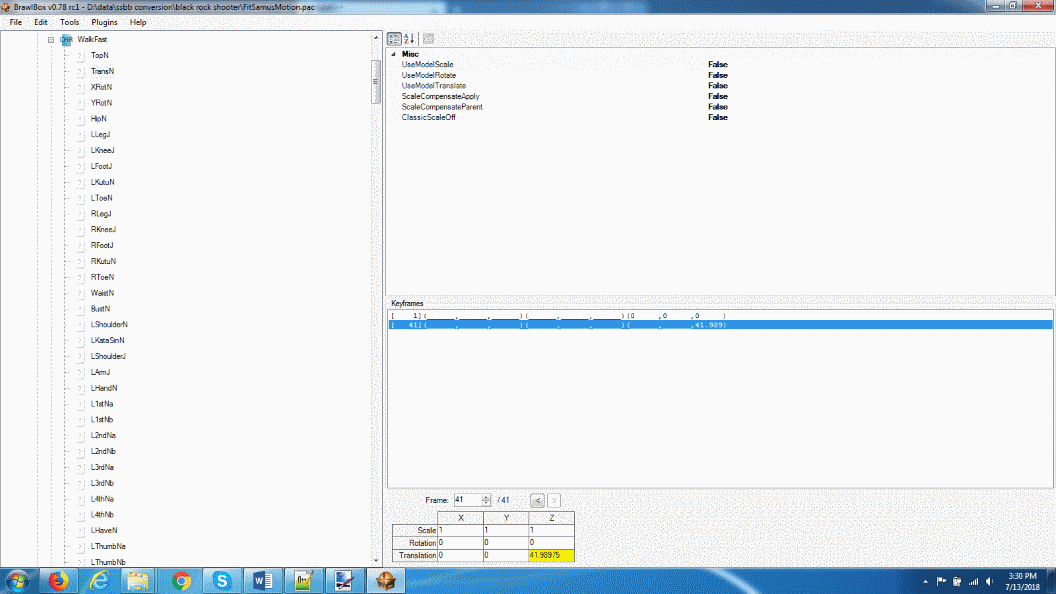 BrawlBox v0.78 rc1 - D:\data\ssbb conversion\black rock shooter\FitSamusMotion.pac
File Edit Tools Plugins Help
CHR WalkFast
TopN
TransN
XRotN
YRotN
HipN
LLegJ
LKneeJ
LFootJ
LKutuN
LToeN
RLegJ
RKneeJ
RFootJ
RKutuN
RToeN
WaistN
BustN
LShoulderN
LKataSinN
LShoulderJ
LArmJ
LHandN
L1stNa
L1stNb
L2ndNa
L2ndNb
L3rdNa
L3rdNb
L4thNa
L4thNb
LHaveN
LThumbNa
LThumbNb
Misc
UseModelScale False
UseModelRotate False
UseModelTranslate False
ScaleCompensateApply False
ScaleCompensateParent False
ClassicScaleOff False
Keyframes
[ 1](______,______,______)(______,______,______)(0 ,0 ,0 )
[ 41](______,______,______)(______,______,______)(______,______,41.989)
Frame: 41 / 41 < >
X Y Z
Scale 1 1 1
Rotation 0 0 0
Translation 0 0 41.98975
3:30 PM
7/13/2018